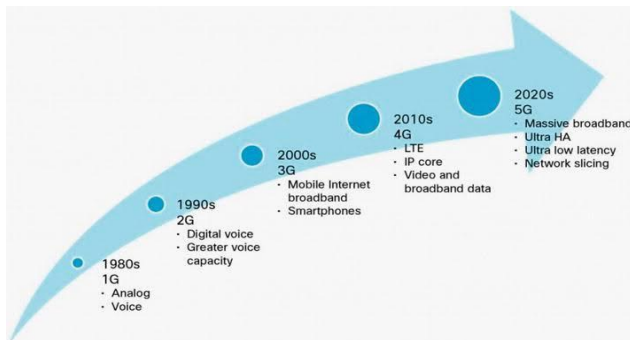 1980s
1G
· Analog
· Voice
1990s
2G
· Digital voice
· Greater voice
capacity
2000s
3G
· Mobile Internet
broadband
· Smartphones
2010s
4G
· LTE
· IP core
· Video and
broadband data
2020s
5G
· Massive broadband
· Ultra HA
· Ultra low latency
· Network slicing